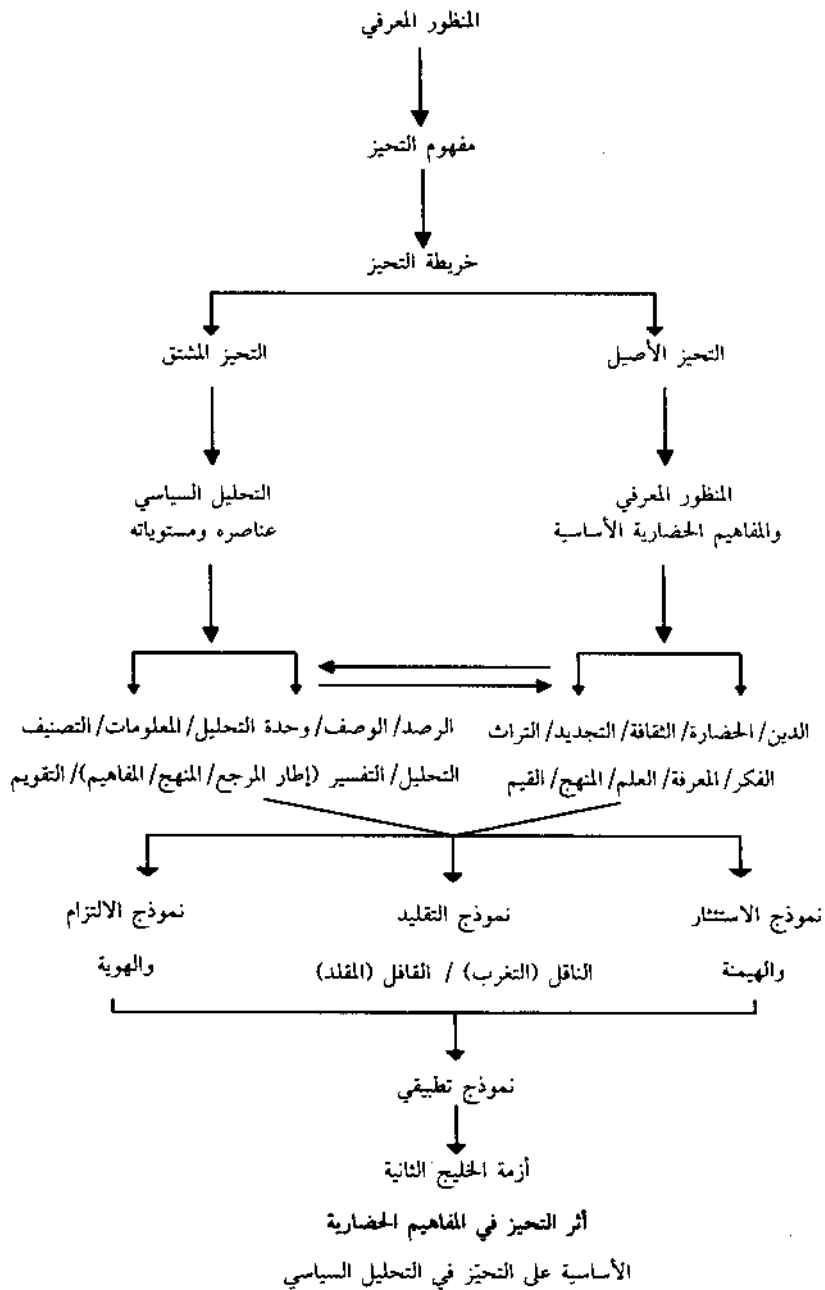 المنظور المعرفي
مفهوم التحيز
خريطة التحيز
التحيز الأصيل
التحيز المشتق
المنظور المعرفي
والمفاهيم الحضارية الأساسية
التحليل السياسي
عناصره ومستوياته
الدين/ الحضارة/ الثقافة/ التجديد/ التراث
الفكر/ المعرفة/ العلم/ المنهج/ القيم
الرصد/ الوصف/ وحدة التحليل/ المعلومات/ التصنيف
التحليل/ التفسير (إطار المرجع/ المنهج/ المفاهيم)/ التقويم
نموذج الاستئثار
والهيمنة
نموذج التقليد
الناقل (التغرب) / القافل (المقلد)
نموذج الالتزام
والهوية
نموذج تطبيقي
أزمة الخليج الثانية
أثر التحيز في المفاهيم الحضارية
الأساسية على التحيّز في التحليل السياسي